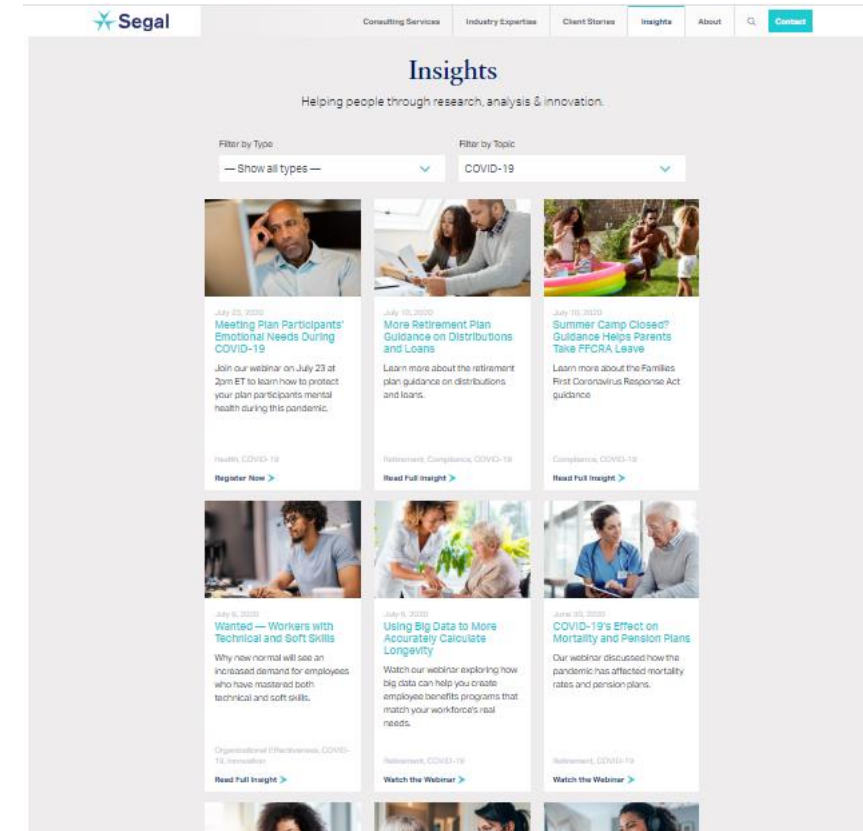 Segal
Consulting Services
Industry Expertise
Client Stories
Insights
About
Contact
Insights
Helping people through research, analysis & innovation.
Filter by Type
Filter by Topic
— Show all types —
COVID-19
July 23, 2020
Meeting Plan Participants'
Emotional Needs During
COVID-19
Join our webinar on July 23 at
2pm ET to learn how to protect
your plan participants mental
health during this pandemic.
Health, COVID-19
Register Now
July 10, 2020
More Retirement Plan
Guidance on Distributions
and Loans
Learn more about the retirement
plan guidance on distributions
and loans.
Retirement, Compliance, COVID-19
Read Full Insight
July 10, 2020
Summer Camp Closed?
Guidance Helps Parents
Take FFCRA Leave
Learn more about the Families
First Coronavirus Response Act
guidance
Compliance, COVID-19
Read Full Insight
July 6, 2020
Wanted — Workers with
Technical and Soft Skills
Why new normal will see an
increased demand for employees
who have mastered both
technical and soft skills.
Organizational Effectiveness, COVID-
19, Innovation
Read Full Insight
July 6, 2020
Using Big Data to More
Accurately Calculate
Longevity
Watch our webinar exploring how
big data can help you create
employee benefits programs that
match your workforce's real
needs.
Retirement, COVID-19
Watch the Webinar
June 30, 2020
COVID-19's Effect on
Mortality and Pension Plans
Our webinar discussed how the
pandemic has affected mortality
rates and pension plans.
Retirement, COVID-19
Watch the Webinar